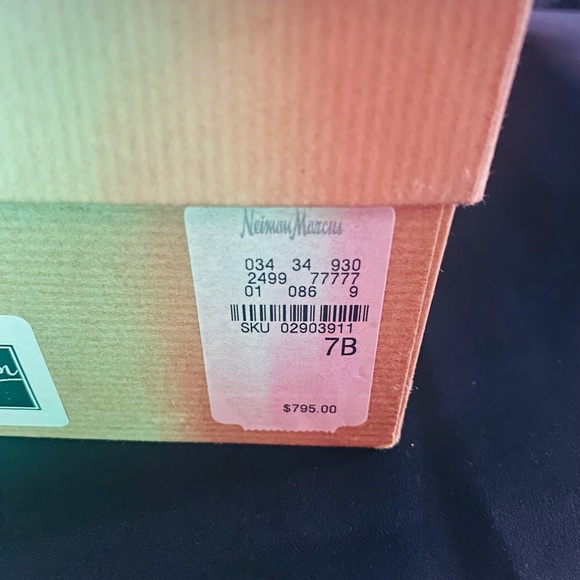 Neiman Marcus
034 34 930
2499 77777
01 086 9
SKU 02903911
7B
$795.00